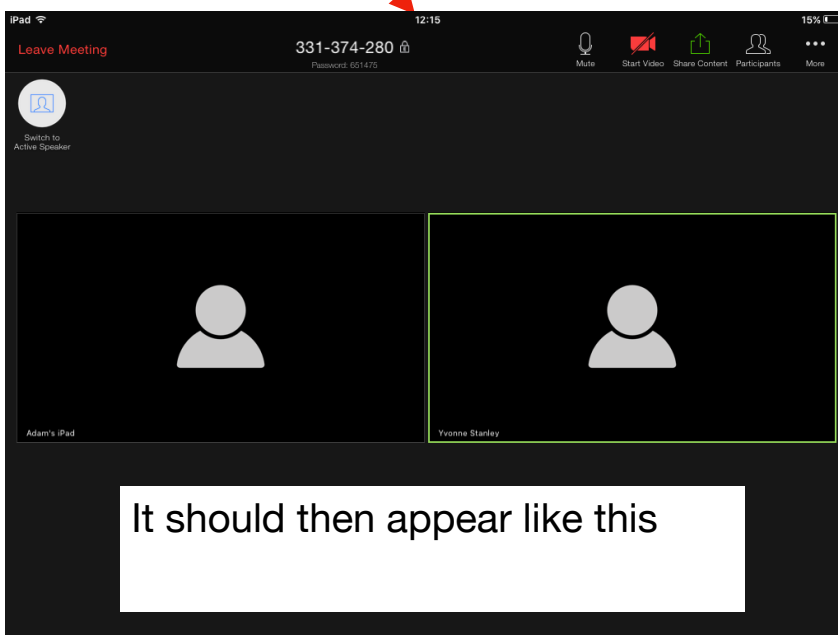 iPad 12:15 15%
Leave Meeting
331-374-280
Password: 651475
Mute Start Video Share Content Participants More
Switch to
Active Speaker
Adam's iPad
Yvonne Stanley
It should then appear like this